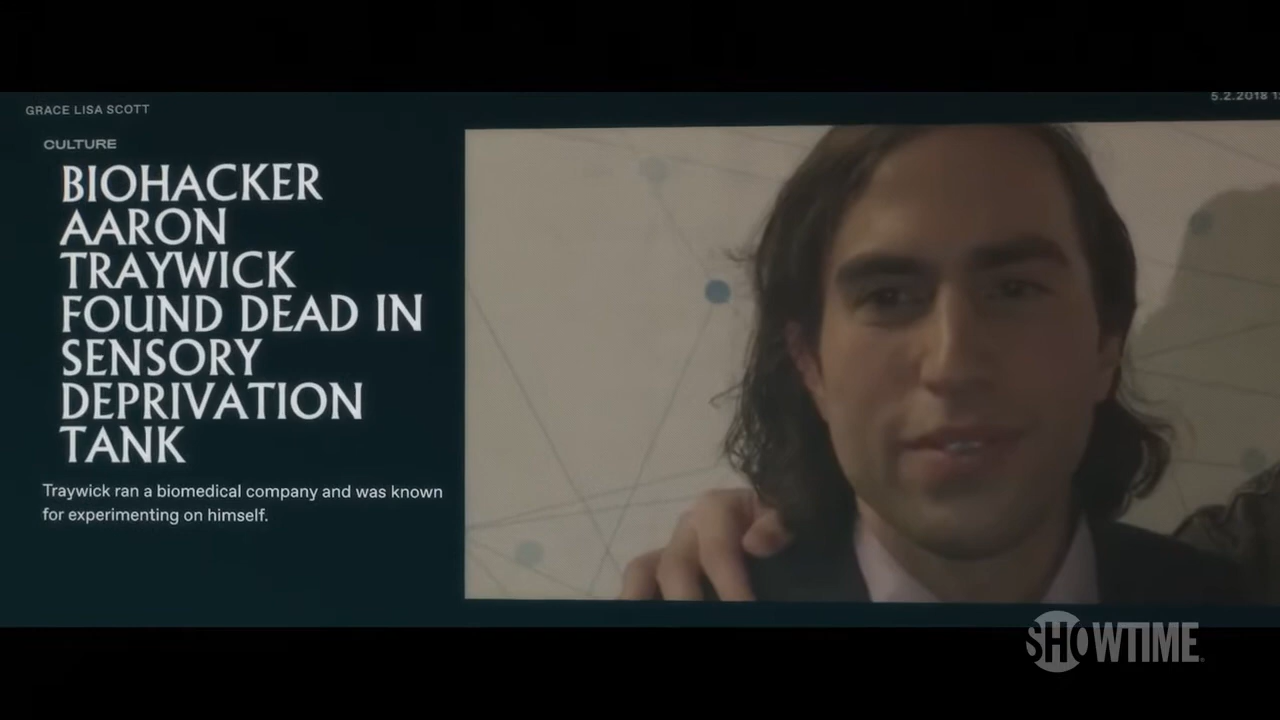 GRACE LISA SCOTT
5.2.2018
CULTURE
BIOHACKER
AARON
TRAYWICK
FOUND DEAD IN
SENSORY
DEPRIVATION
TANK
Traywick ran a biomedical company and was known
for experimenting on himself.
SHOWTIME